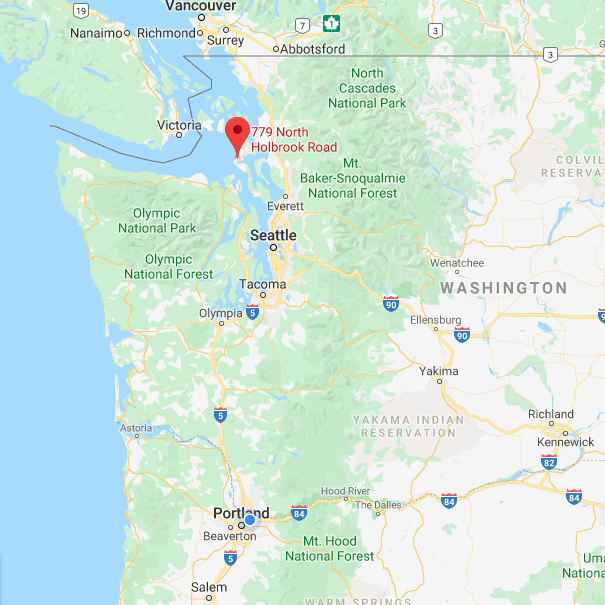 Vancouver
19
7
1
3
3
Nanaimo
Richmond
Surrey
Abbotsford
North
Cascades
National Park
Victoria
779 North
Holbrook Road
Mt.
Baker-Snoqualmie
National Forest
COLVIL
RESERVATIO
Everett
Olympic
National Park
Seattle
Olympic
National Forest
Wenatchee
Tacoma
WASHINGTON
90
Olympia
5
Ellensburg
90
Yakima
5
Astoria
YAKAMA INDIAN
RESERVATION
Richland
Kennewick
82
Hood River
The Dalles
84
84
Portland
84
Beaverton
Mt. Hood
National Forest
5
Uma
Nationa
Salem
WARM SPRINGS